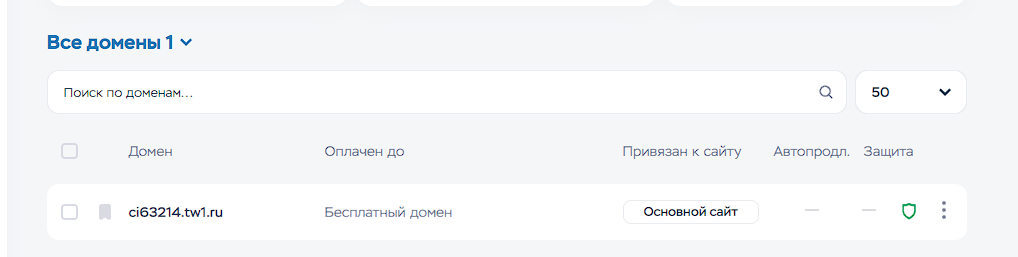 Все домены 1
Поиск по доменам...
50
Домен Оплачен до Привязан к сайту Автопродл. Защита
ci63214.tw1.ru Бесплатный домен Основной сайт — —